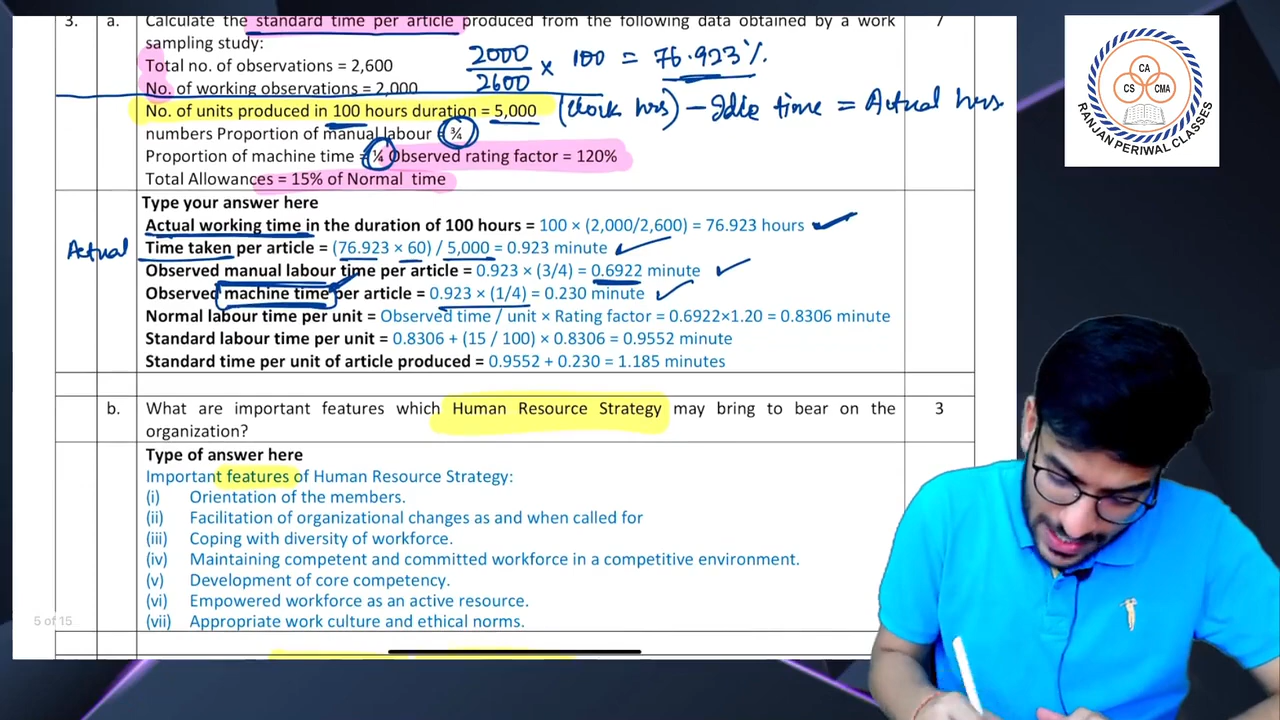 3. a. Calculate the standard time per article produced from the following data obtained by a work 7
sampling study:
Total no. of observations = 2,600
2000/2600 × 100 = 76.923%
No. of working observations = 2,000
No. of units produced in 100 hours duration = 5,000 (Clock hrs) - Idle time = Actual hrs
numbers Proportion of manual labour = ¾
Proportion of machine time = ¼ Observed rating factor = 120%
Total Allowances = 15% of Normal time
Type your answer here
Actual working time in the duration of 100 hours = 100 × (2,000/2,600) = 76.923 hours
Actual Time taken per article = (76.923 × 60) / 5,000 = 0.923 minute
Observed manual labour time per article = 0.923 × (3/4) = 0.6922 minute
Observed machine time per article = 0.923 × (1/4) = 0.230 minute
Normal labour time per unit = Observed time / unit × Rating factor = 0.6922×1.20 = 0.8306 minute
Standard labour time per unit = 0.8306 + (15 / 100) × 0.8306 = 0.9552 minute
Standard time per unit of article produced = 0.9552 + 0.230 = 1.185 minutes
b. What are important features which Human Resource Strategy may bring to bear on the 3
organization?
Type of answer here
Important features of Human Resource Strategy:
(i) Orientation of the members.
(ii) Facilitation of organizational changes as and when called for
(iii) Coping with diversity of workforce.
(iv) Maintaining competent and committed workforce in a competitive environment.
(v) Development of core competency.
(vi) Empowered workforce as an active resource.
(vii) Appropriate work culture and ethical norms.
5 of 15
CA
CS CMA
RANJAN PERIWAL CLASSES